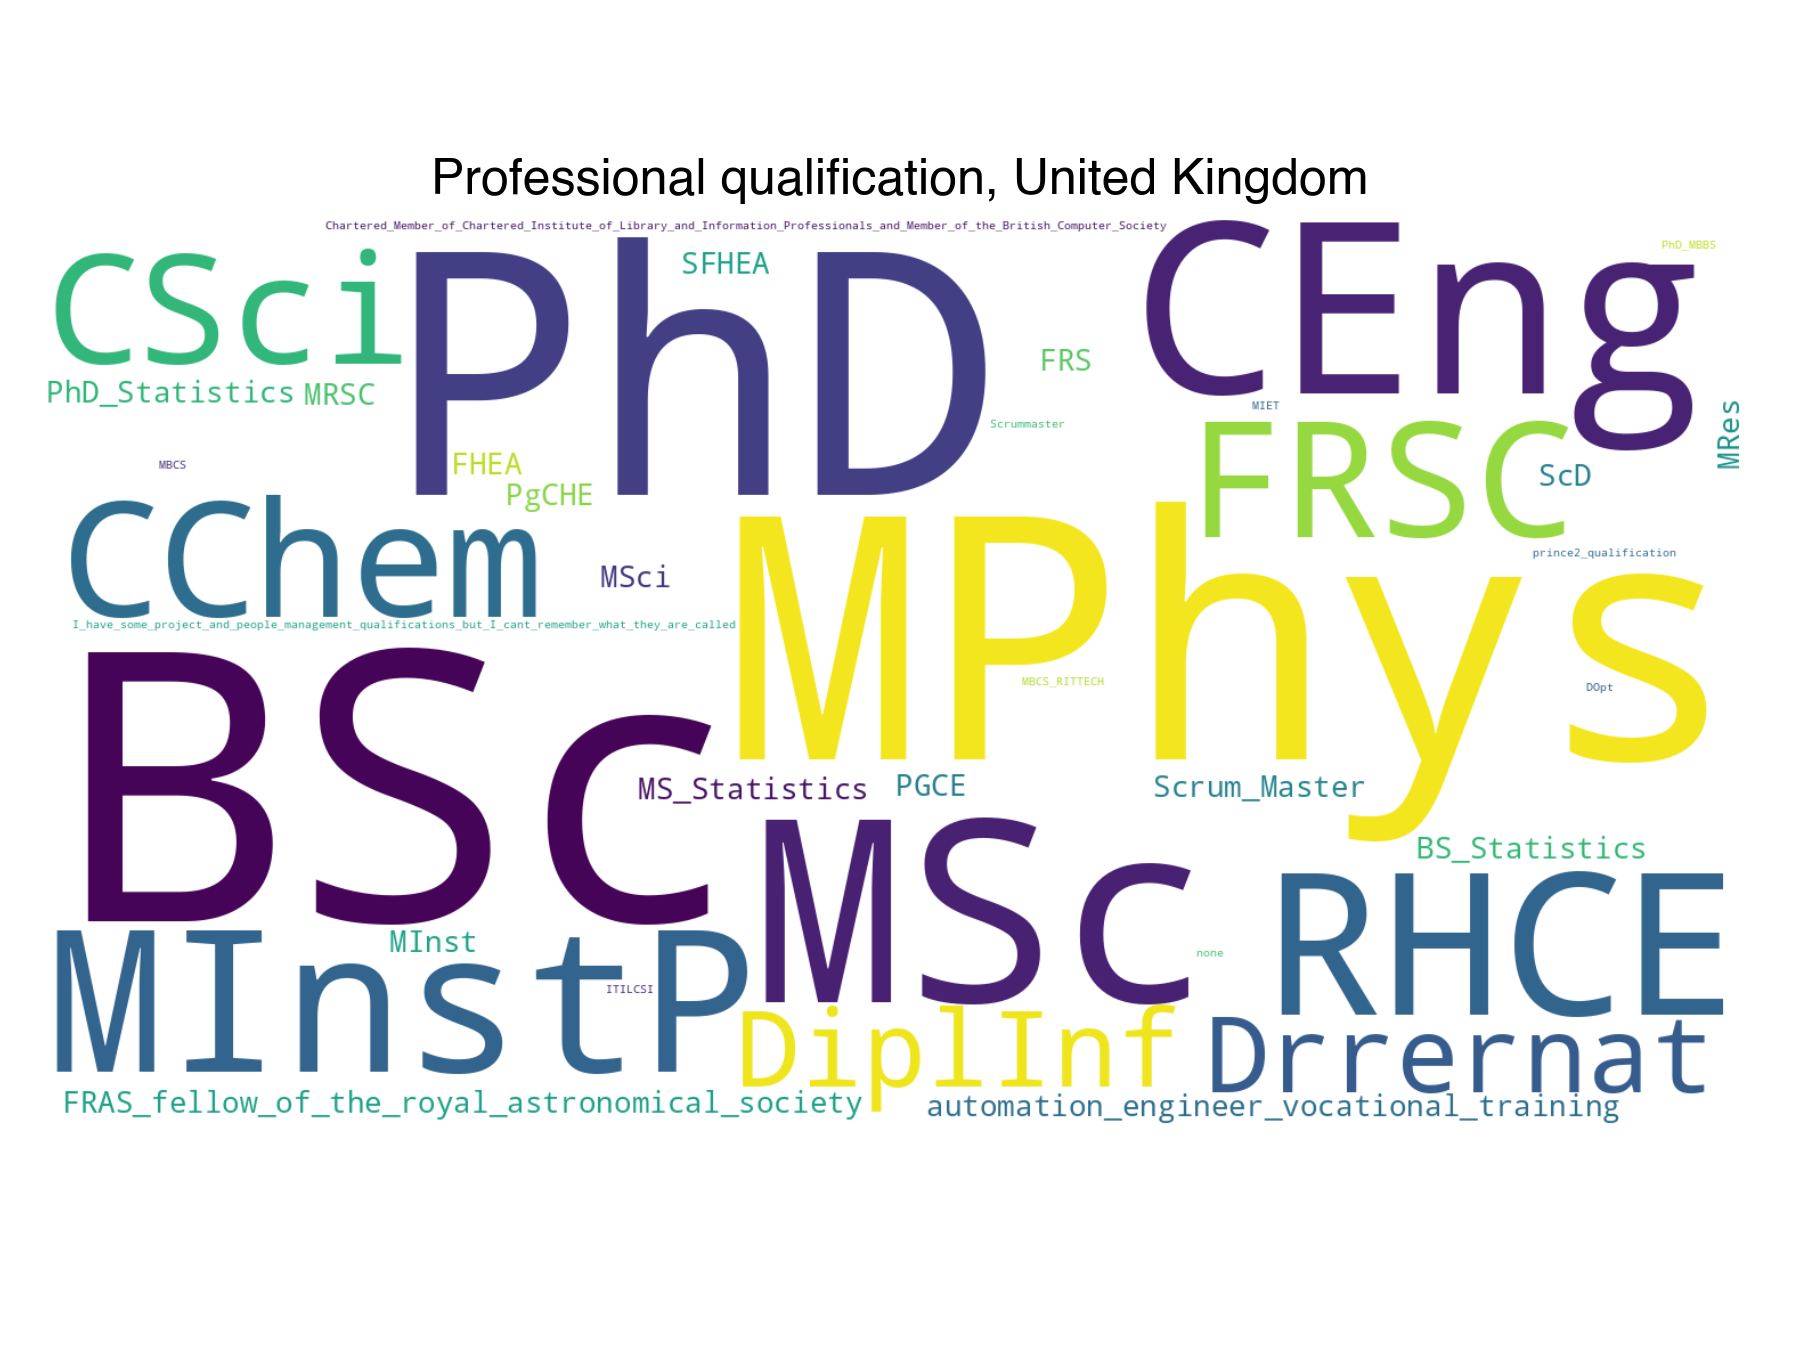 Professional qualification, United Kingdom
Chartered_Member_of_Chartered_Institute_of_Library_and_Information_Professionals_and_Member_of_the_British_Computer_Society
CSci
PhD
SFHEA
CEng
PhD_MBBS
FRS
PhD_Statistics
MRSC
MIET
MRes
Scrummaster
FRSC
MBCS
FHEA
ScD
PgCHE
CChem
MSci
prince2_qualification
I_have_some_project_and_people_management_qualifications_but_I_cant_remember_what_they_are_called
MPhys
MBCS_RITTECH
DOpt
BSc
MS_Statistics
PGCE
Scrum_Master
BS_Statistics
MSc
RHCE
MInst
MInstP
none
ITILCSI
DiplInf
Drrernat
FRAS_fellow_of_the_royal_astronomical_society
automation_engineer_vocational_training